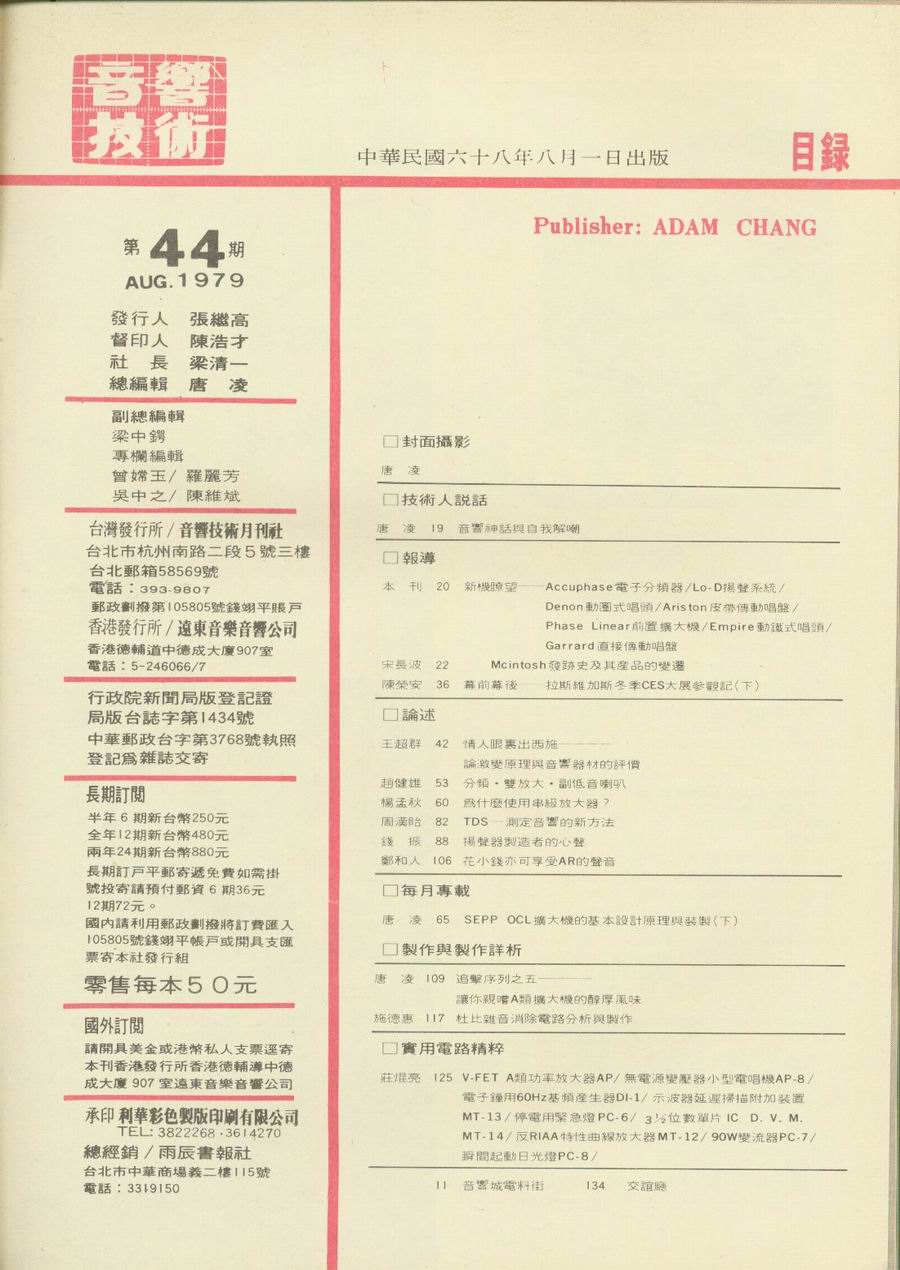 音響
技術
中華民國六十八年八月一日出版
目録
第44期
AUG.1979
發行人 張繼高
督印人 陳浩才
社 長 梁清一
總編輯 唐 凌
副總編輯
梁中鍔
專欄編輯
曾嫦玉/ 羅麗芳
吳中之/ 陳維斌
台灣發行所/音響技術月刊社
台北市杭州南路二段5號三樓
台北郵箱58569號
電話：393-9807
郵政劃撥第105805號錢翊平賬戶
香港發行所/遠東音樂音響公司
香港德輔道中德成大廈907室
電話：5-246066/7
行政院新聞局版登記證
局版台誌字第1434號
中華郵政台字第3768號執照
登記爲雜誌交寄
長期訂閲
半年6期新台幣250元
全年12期新台幣480元
兩年24期新台幣880元
長期訂戶平郵寄遞免費如需掛
號投寄請預付郵資6期36元
12期72元。
國內請利用郵政劃撥將訂費匯入
105805號錢翊平帳戶或開具支匯
票寄本社發行組
零售每本50元
國外訂閲
請開具美金或港幣私人支票逕寄
本刊香港發行所香港德輔導中德
成大廈 907 室遠東音樂音響公司
承印 利華彩色製版印刷有限公司
TEL: 3822268·3614270
總經銷/雨辰書報社
台北市中華商場義二樓115號
電話：3319150
Publisher: ADAM CHANG
□封面攝影
唐 凌
□技術人説話
唐 凌 19 音響神話與自我解嘲
□報導
本 刊 20 新機瞭望——Accuphase電子分頻器/Lo-D揚聲系統/
Denon動圈式唱頭/Ariston皮帶傳動唱盤/
Phase Linear前置擴大機/Empire動鐵式唱頭/
Garrard直接傳動唱盤
宋長波 22 Mcintosh發跡史及其產品的變遷
陳榮安 36 幕前幕後——拉斯維加斯冬季CES大展參觀記(下)
□論述
王超群 42 情人眼裏出西施————
論激變原理與音響器材的評價
趙健雄 53 分頻·雙放大·副低音喇叭
楊孟秋 60 爲什麼使用串級放大器？
周漢貽 82 TDS—測定音響的新方法
錢 振 88 揚聲器製造者的心聲
鄭和人 106 花小錢亦可享受AR的聲音
□每月專載
唐 凌 65 SEPP OCL擴大機的基本設計原理與裝製(下)
□製作與製作詳析
唐 凌 109 追擊序列之五————
讓你親嚐A類擴大機的醇厚風味
施德惠 117 杜比雜音消除電路分析與製作
□實用電路精粹
莊焜亮 125 V-FET A類功率放大器AP/ 無電源變壓器小型電唱機AP-8/
電子鐘用60Hz基頻產生器DI-1/ 示波器延遲掃描附加裝置
MT-13/ 停電用緊急燈PC-6/ 3½位數單片 IC D. V. M.
MT-14/ 反RIAA特性曲線放大器MT-12/ 90W變流器PC-7/
瞬間起動日光燈PC-8/
11 音響城電料街 134 交誼廳